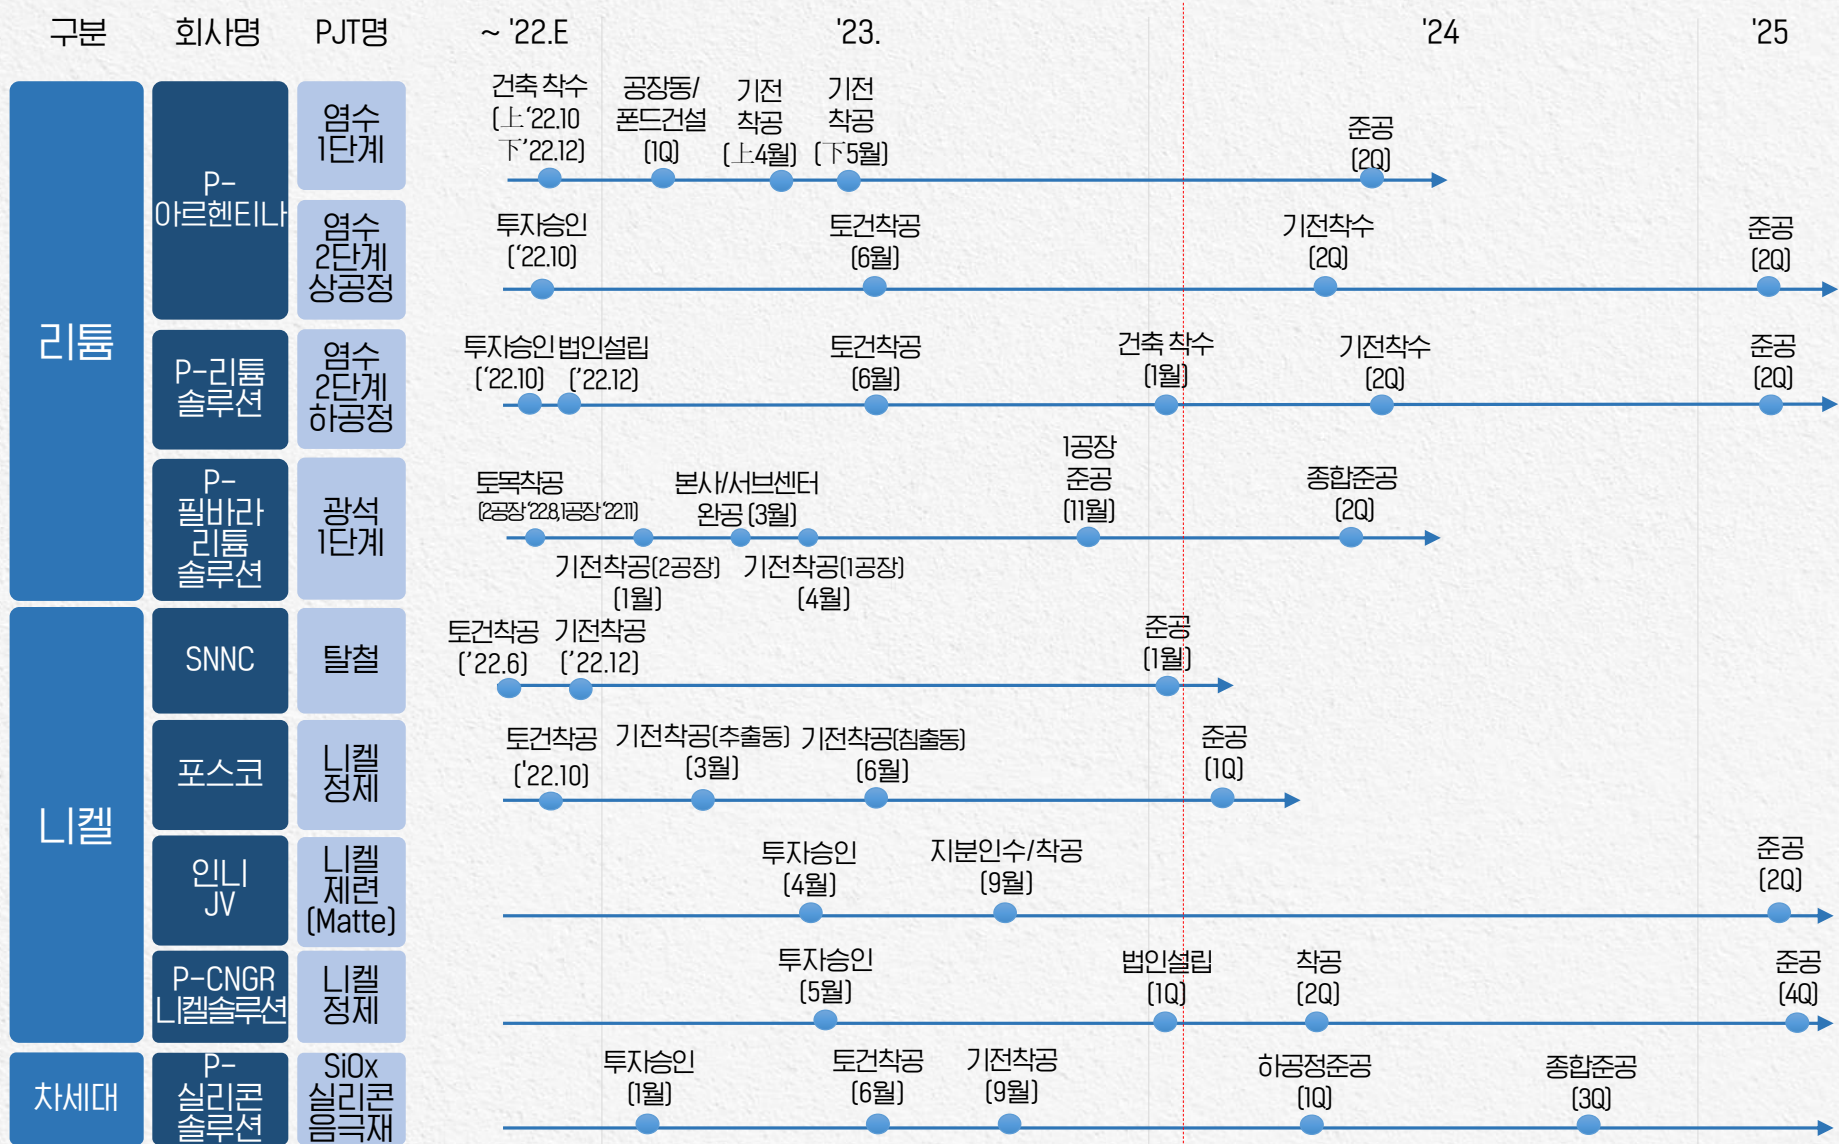 구분 회사명 PJT명 ~ '22.E '23. '24 '25
리튬
P-
아르헨티나
염수
1단계
건축 착수
(上‘22.10
下’22.12)
공장동/
폰드건설
(1Q)
기전
착공
(上4월)
기전
착공
(下5월)
준공
(2Q)
염수
2단계
상공정
투자승인
(‘22.10)
토건착공
(6월)
기전착수
(2Q)
준공
(2Q)
P-리튬
솔루션
염수
2단계
하공정
투자승인
(‘22.10)
법인설립
(’22.12)
토건착공
(6월)
건축 착수
(1월)
기전착수
(2Q)
준공
(2Q)
P-
필바라
리튬
솔루션
광석
1단계
토목착공
(2공장‘22.8,1공장‘22.11)
기전착공(2공장)
(1월)
본사/서브센터
완공 (3월)
기전착공(1공장)
(4월)
1공장
준공
(11월)
종합준공
(2Q)
니켈
SNNC
탈철
토건착공
(’22.6)
기전착공
(’22.12)
준공
(1월)
포스코
니켈
정제
토건착공
('22.10)
기전착공(추출동)
(3월)
기전착공(침출동)
(6월)
준공
(1Q)
인니
JV
니켈
제련
(Matte)
투자승인
(4월)
지분인수/착공
(9월)
준공
(2Q)
P-CNGR
니켈솔루션
니켈
정제
투자승인
(5월)
법인설립
(1Q)
착공
(2Q)
준공
(4Q)
차세대
P-
실리콘
솔루션
SiOx
실리콘
음극재
투자승인
(1월)
토건착공
(6월)
기전착공
(9월)
하공정준공
(1Q)
종합준공
(3Q)